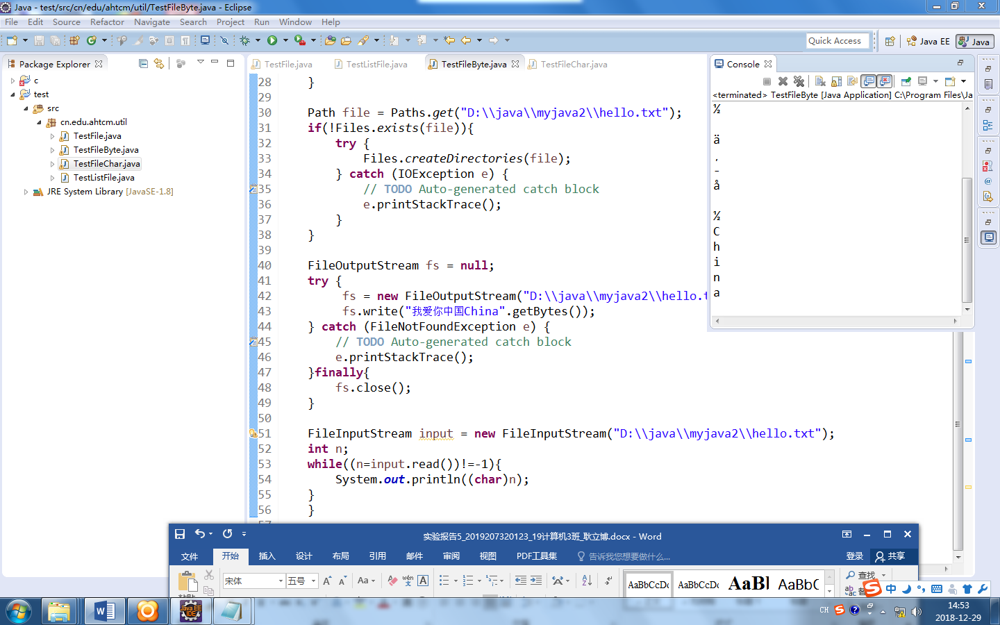 Java - test/src/cn/edu/ahtcm/util/TestFileByte.java - Eclipse
File Edit Source Refactor Navigate Search Project Run Window Help
Quick Access Java EE Java
Package Explorer
c
test
src
cn.edu.ahtcm.util
TestFile.java
TestFileByte.java
TestFileChar.java
TestListFile.java
JRE System Library [JavaSE-1.8]
TestFile.java TestListFile.java TestFileByte.java TestFileChar.java
28 }
29
30 Path file = Paths.get("D:\\java\\myjava2\\hello.txt");
31 if(!Files.exists(file)){
32 try {
33 Files.createDirectories(file);
34 } catch (IOException e) {
35 // TODO Auto-generated catch block
36 e.printStackTrace();
37 }
38 }
39
40 FileOutputStream fs = null;
41 try {
42 fs = new FileOutputStream("D:\\java\\myjava2\\hello.t
43 fs.write("我爱你中国China".getBytes());
44 } catch (FileNotFoundException e) {
45 // TODO Auto-generated catch block
46 e.printStackTrace();
47 }finally{
48 fs.close();
49 }
50
51 FileInputStream input = new FileInputStream("D:\\java\\myjava2\\hello.txt");
52 int n;
53 while((n=input.read())!=-1){
54 System.out.println((char)n);
55 }
56 }
Console
<terminated> TestFileByte [Java Application] C:\Program Files\Ja
½
ä
¸
-
å
½
C
h
i
n
a
实验报告5_2019207320123_19计算机3班_耿立博.docx - Word
文件 开始 插入 设计 布局 引用 邮件 审阅 视图 PDF工具集 告诉我您想要做什么... 登录 共享
宋体 五号 A A Aa wén 文 A AaBbCcDc AaBbCcDc AaBl AaBbC 查找
中
CH
14:53
2018-12-29